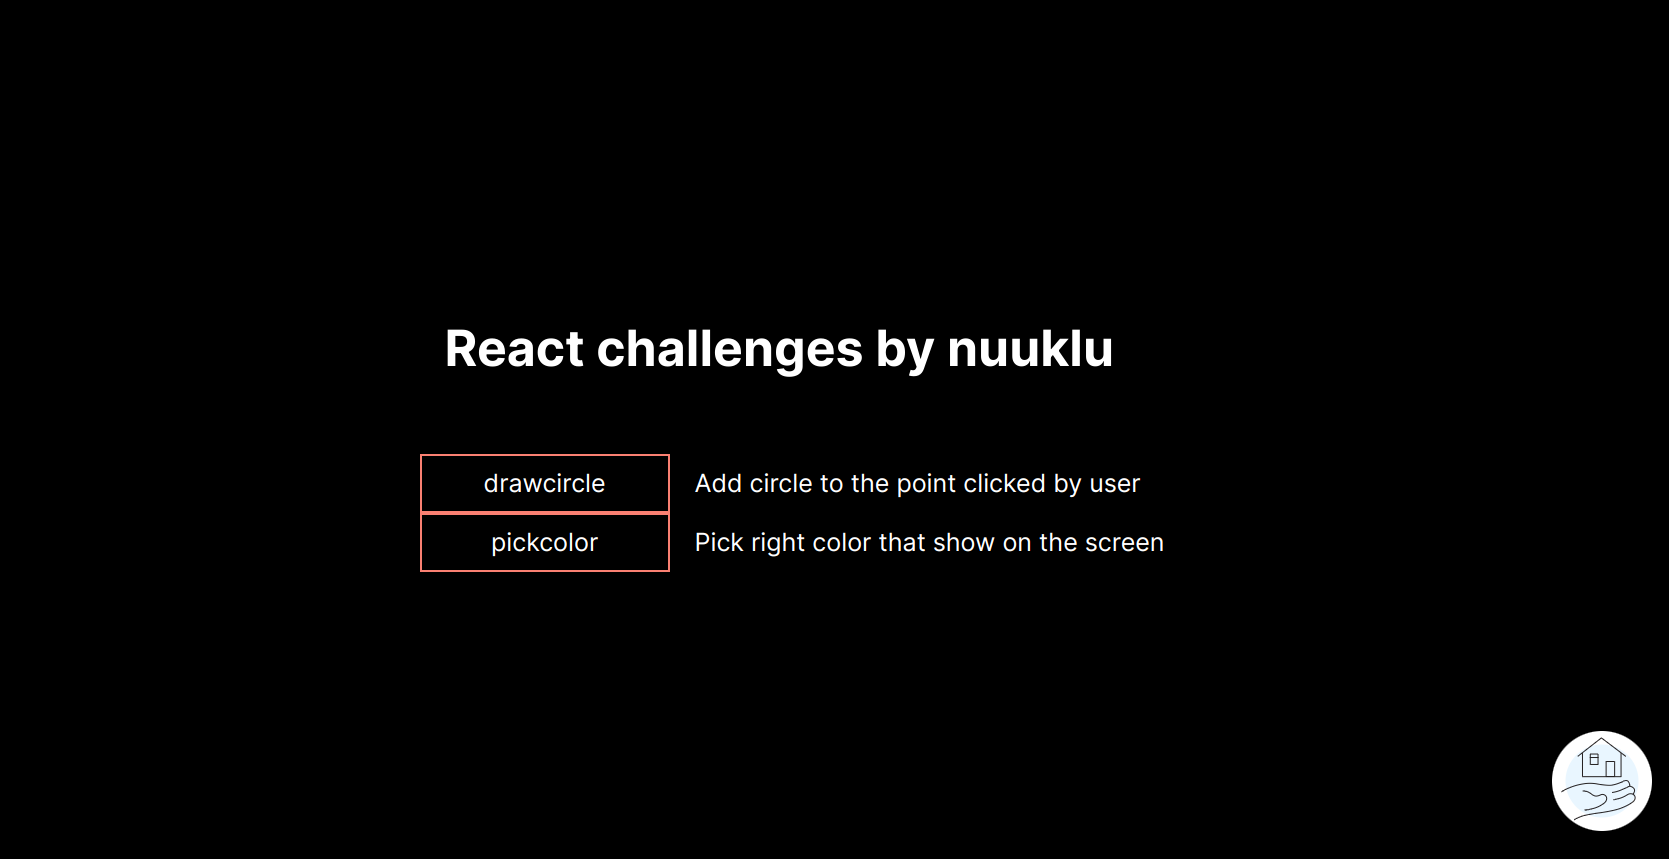 React challenges by nuuklu
drawcircle Add circle to the point clicked by user
pickcolor Pick right color that show on the screen